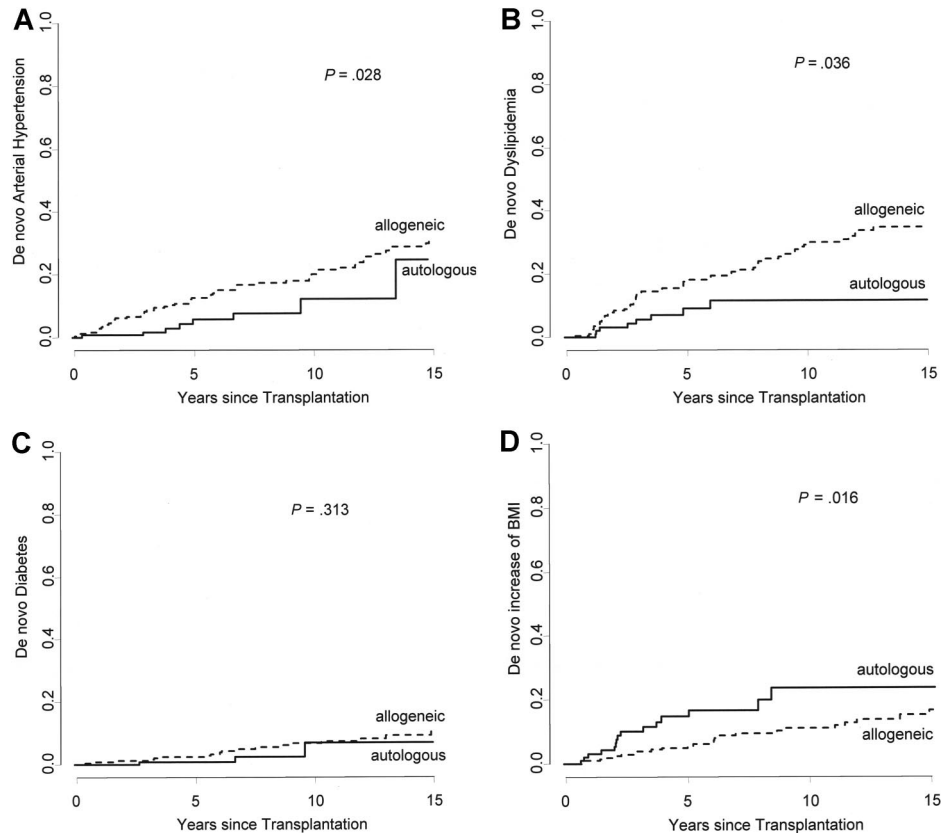 A
De novo Arterial Hypertension
1.0
0.8
0.6
0.4
0.2
0.0
P = .028
allogeneic
autologous
0 5 10 15
Years since Transplantation
B
De novo Dyslipidemia
1.0
0.8
0.6
0.4
0.2
0.0
P = .036
allogeneic
autologous
0 5 10 15
Years since Transplantation
C
De novo Diabetes
1.0
0.8
0.6
0.4
0.2
0.0
P = .313
allogeneic
autologous
0 5 10 15
Years since Transplantation
D
De novo increase of BMI
1.0
0.8
0.6
0.4
0.2
0.0
P = .016
autologous
allogeneic
0 5 10 15
Years since Transplantation